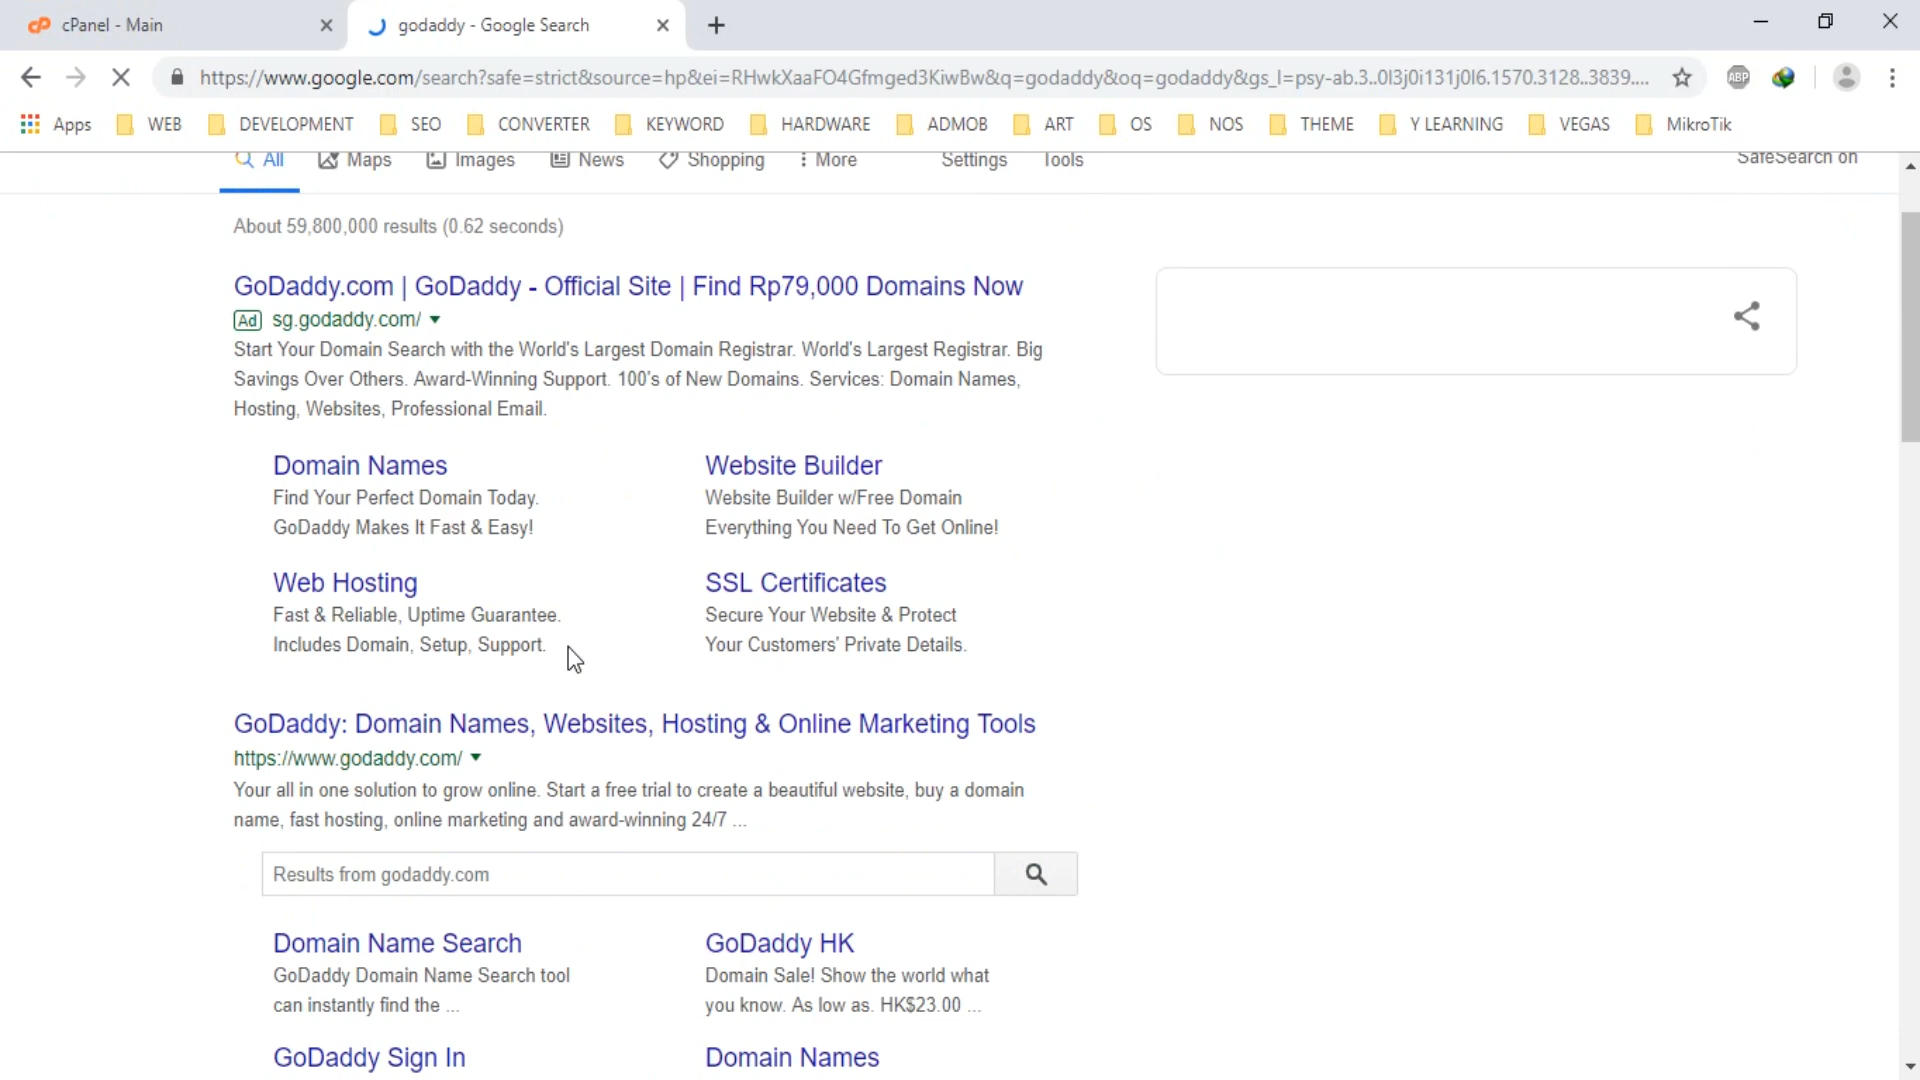 cPanel - Main
godaddy - Google Search
https://www.google.com/search?safe=strict&source=hp&ei=RHwkXaaFO4Gfmged3KiwBw&q=godaddy&oq=godaddy&gs_l=psy-ab.3..0l3j0i131j0l6.1570.3128..3839....
ABP
Apps WEB DEVELOPMENT SEO CONVERTER KEYWORD HARDWARE ADMOB ART OS NOS THEME Y LEARNING VEGAS MikroTik
All Maps Images News Shopping More Settings Tools SafeSearch on
About 59,800,000 results (0.62 seconds)
GoDaddy.com | GoDaddy - Official Site | Find Rp79,000 Domains Now
Ad sg.godaddy.com/
Start Your Domain Search with the World's Largest Domain Registrar. World's Largest Registrar. Big
Savings Over Others. Award-Winning Support. 100's of New Domains. Services: Domain Names,
Hosting, Websites, Professional Email.
Domain Names
Find Your Perfect Domain Today.
GoDaddy Makes It Fast & Easy!
Website Builder
Website Builder w/Free Domain
Everything You Need To Get Online!
Web Hosting
Fast & Reliable, Uptime Guarantee.
Includes Domain, Setup, Support.
SSL Certificates
Secure Your Website & Protect
Your Customers' Private Details.
GoDaddy: Domain Names, Websites, Hosting & Online Marketing Tools
https://www.godaddy.com/
Your all in one solution to grow online. Start a free trial to create a beautiful website, buy a domain
name, fast hosting, online marketing and award-winning 24/7 ...
Results from godaddy.com
Domain Name Search
GoDaddy Domain Name Search tool
can instantly find the ...
GoDaddy HK
Domain Sale! Show the world what
you know. As low as. HK$23.00 ...
GoDaddy Sign In
Domain Names